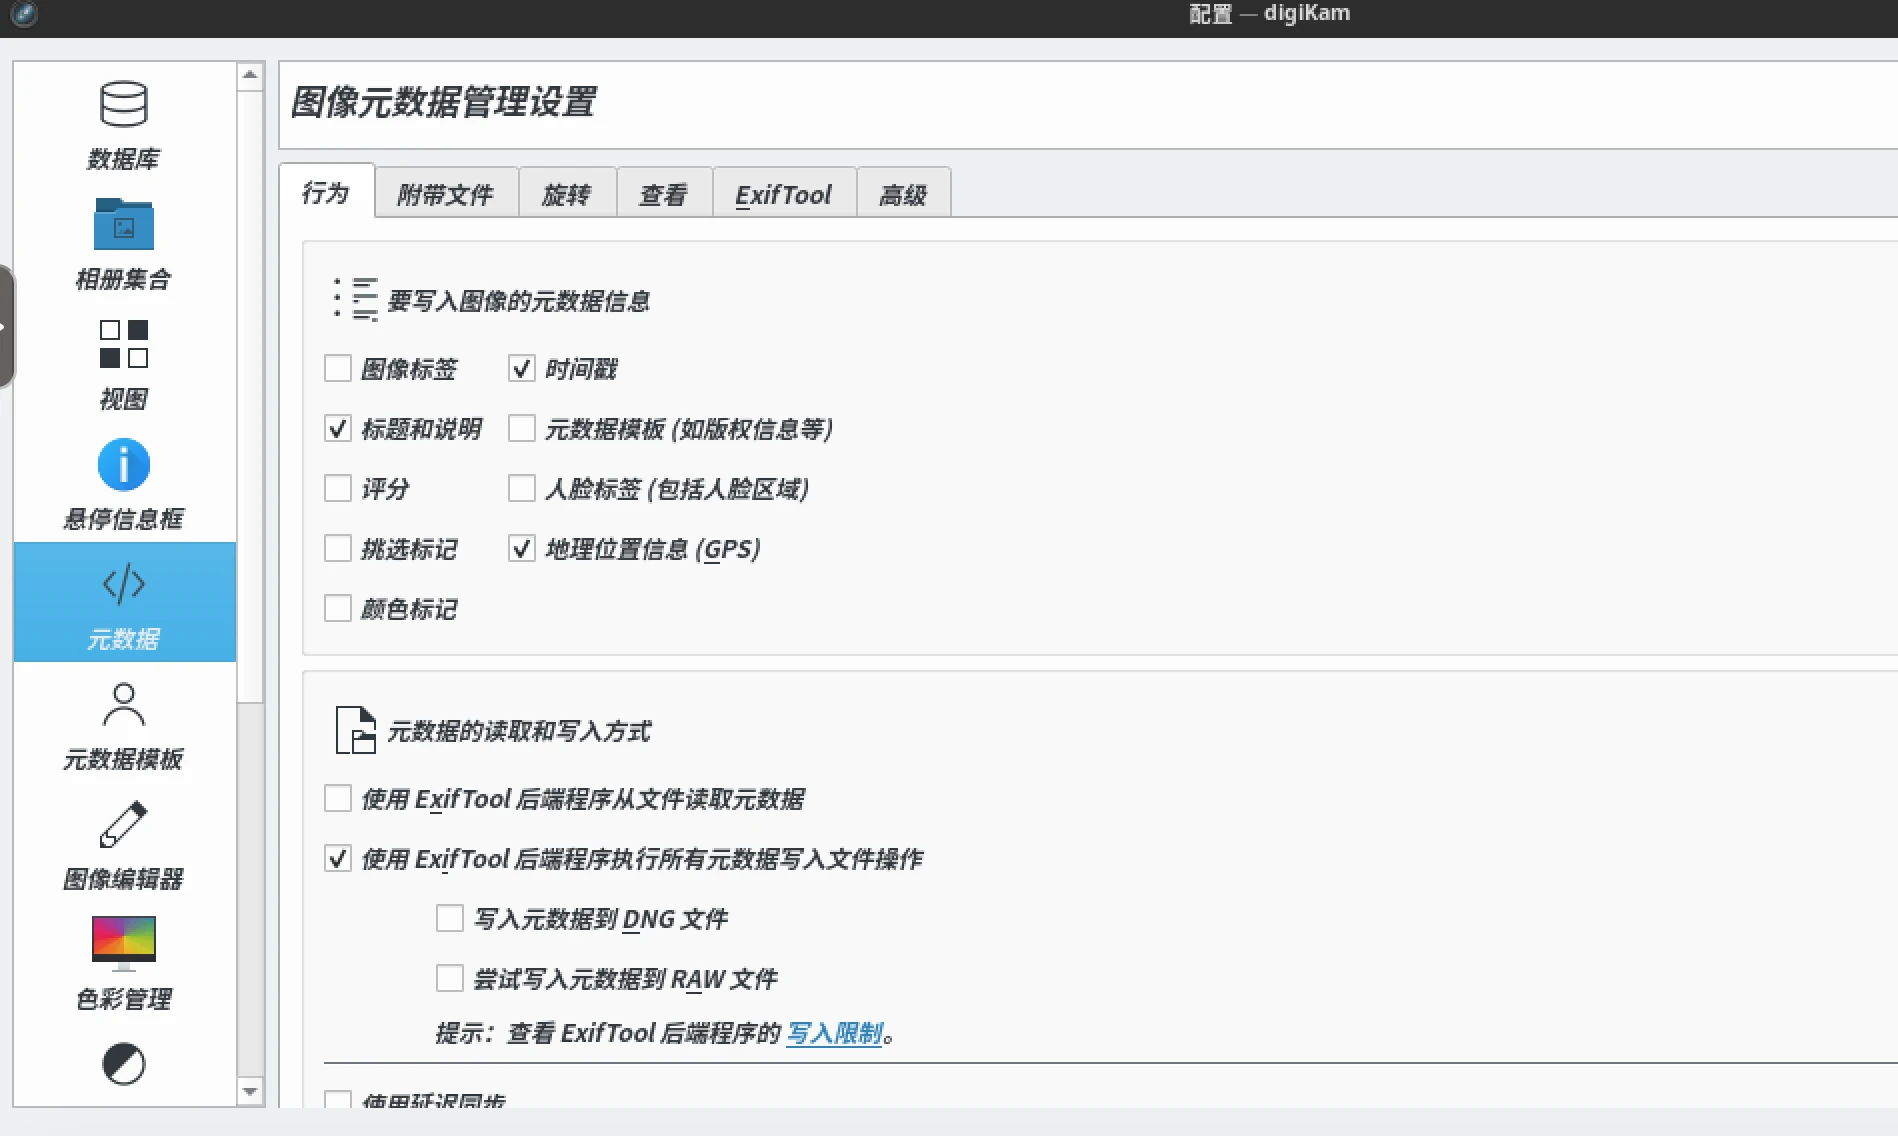 配置 — digiKam
数据库
相册集合
视图
悬停信息框
元数据
元数据模板
图像编辑器
色彩管理
图像元数据管理设置
行为 附带文件 旋转 查看 ExifTool 高级
要写入图像的元数据信息
图像标签 时间戳
标题和说明 元数据模板 (如版权信息等)
评分 人脸标签 (包括人脸区域)
挑选标记 地理位置信息 (GPS)
颜色标记
元数据的读取和写入方式
使用 ExifTool 后端程序从文件读取元数据
使用 ExifTool 后端程序执行所有元数据写入文件操作
写入元数据到 DNG 文件
尝试写入元数据到 RAW 文件
提示：查看 ExifTool 后端程序的 写入限制。
使用延迟同步